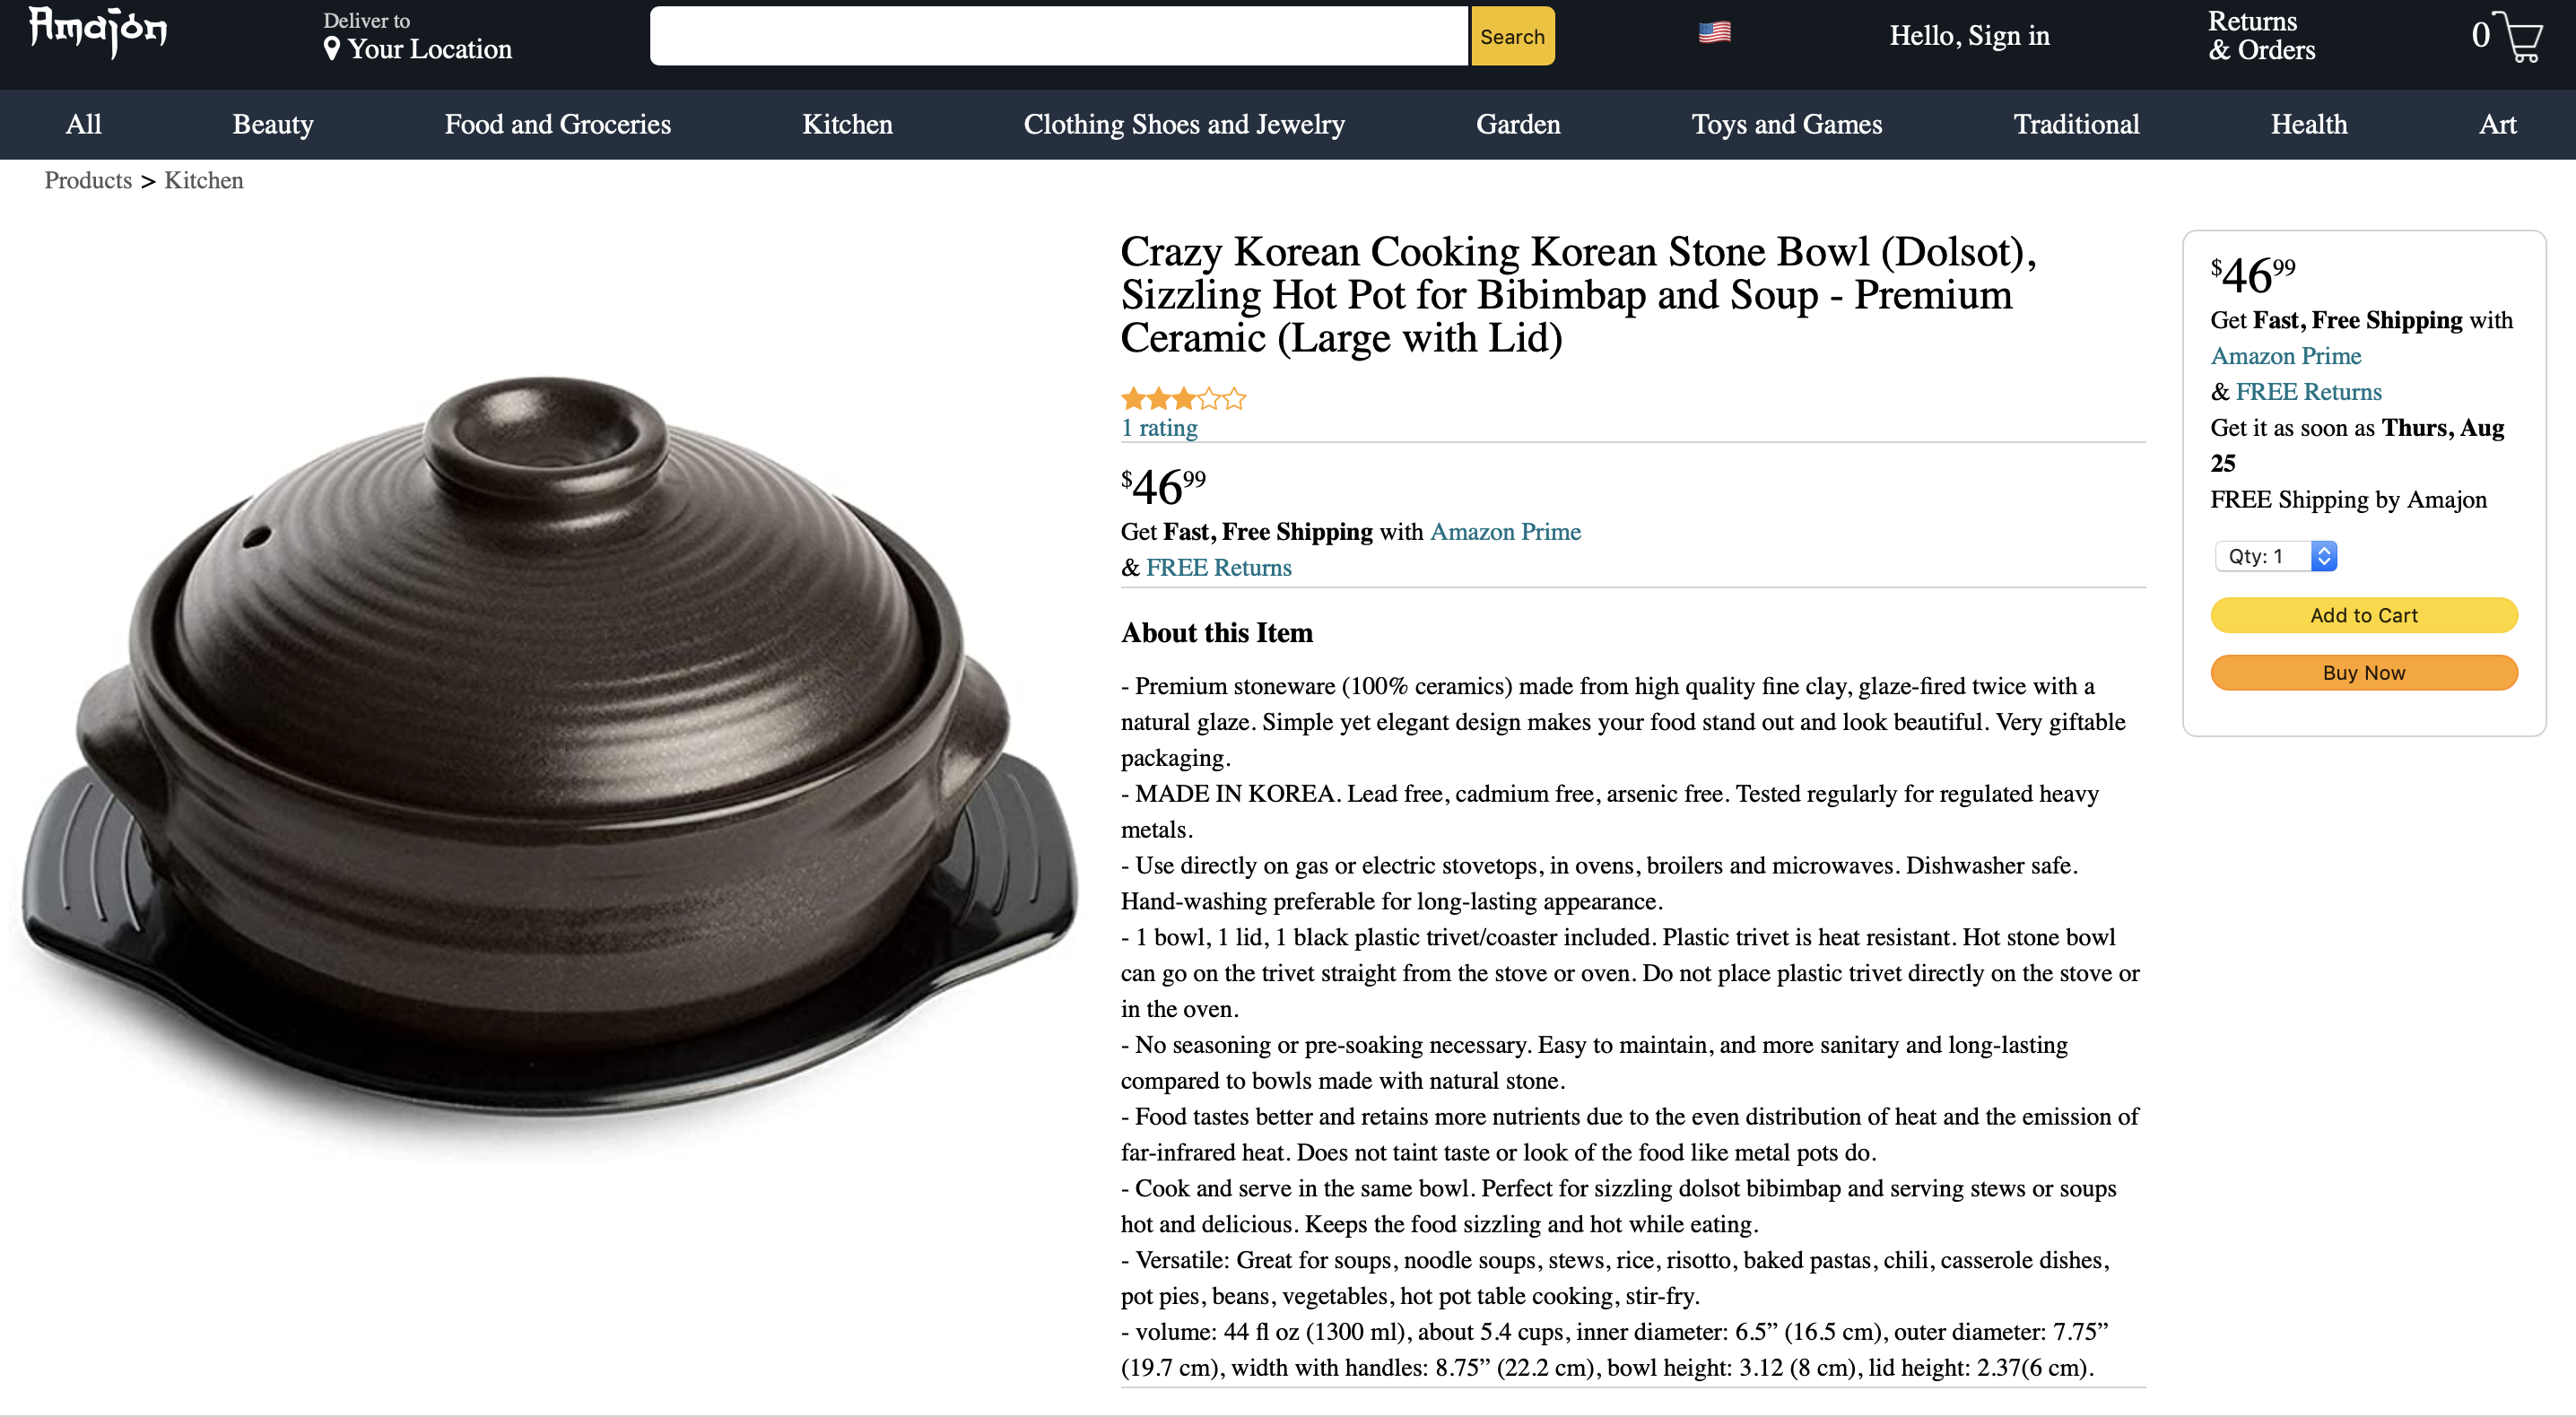 Amajon
Deliver to
Your Location
Search
Hello, Sign in
Returns
& Orders
0
All
Beauty
Food and Groceries
Kitchen
Clothing Shoes and Jewelry
Garden
Toys and Games
Traditional
Health
Art
Products > Kitchen
Crazy Korean Cooking Korean Stone Bowl (Dolsot),
Sizzling Hot Pot for Bibimbap and Soup - Premium
Ceramic (Large with Lid)
1 rating
$4699
Get Fast, Free Shipping with Amazon Prime
& FREE Returns
About this Item
- Premium stoneware (100% ceramics) made from high quality fine clay, glaze-fired twice with a
natural glaze. Simple yet elegant design makes your food stand out and look beautiful. Very giftable
packaging.
- MADE IN KOREA. Lead free, cadmium free, arsenic free. Tested regularly for regulated heavy
metals.
- Use directly on gas or electric stovetops, in ovens, broilers and microwaves. Dishwasher safe.
Hand-washing preferable for long-lasting appearance.
- 1 bowl, 1 lid, 1 black plastic trivet/coaster included. Plastic trivet is heat resistant. Hot stone bowl
can go on the trivet straight from the stove or oven. Do not place plastic trivet directly on the stove or
in the oven.
- No seasoning or pre-soaking necessary. Easy to maintain, and more sanitary and long-lasting
compared to bowls made with natural stone.
- Food tastes better and retains more nutrients due to the even distribution of heat and the emission of
far-infrared heat. Does not taint taste or look of the food like metal pots do.
- Cook and serve in the same bowl. Perfect for sizzling dolsot bibimbap and serving stews or soups
hot and delicious. Keeps the food sizzling and hot while eating.
- Versatile: Great for soups, noodle soups, stews, rice, risotto, baked pastas, chili, casserole dishes,
pot pies, beans, vegetables, hot pot table cooking, stir-fry.
- volume: 44 fl oz (1300 ml), about 5.4 cups, inner diameter: 6.5” (16.5 cm), outer diameter: 7.75”
(19.7 cm), width with handles: 8.75” (22.2 cm), bowl height: 3.12 (8 cm), lid height: 2.37(6 cm).
$4699
Get Fast, Free Shipping with
Amazon Prime
& FREE Returns
Get it as soon as Thurs, Aug
25
FREE Shipping by Amajon
Qty: 1
Add to Cart
Buy Now